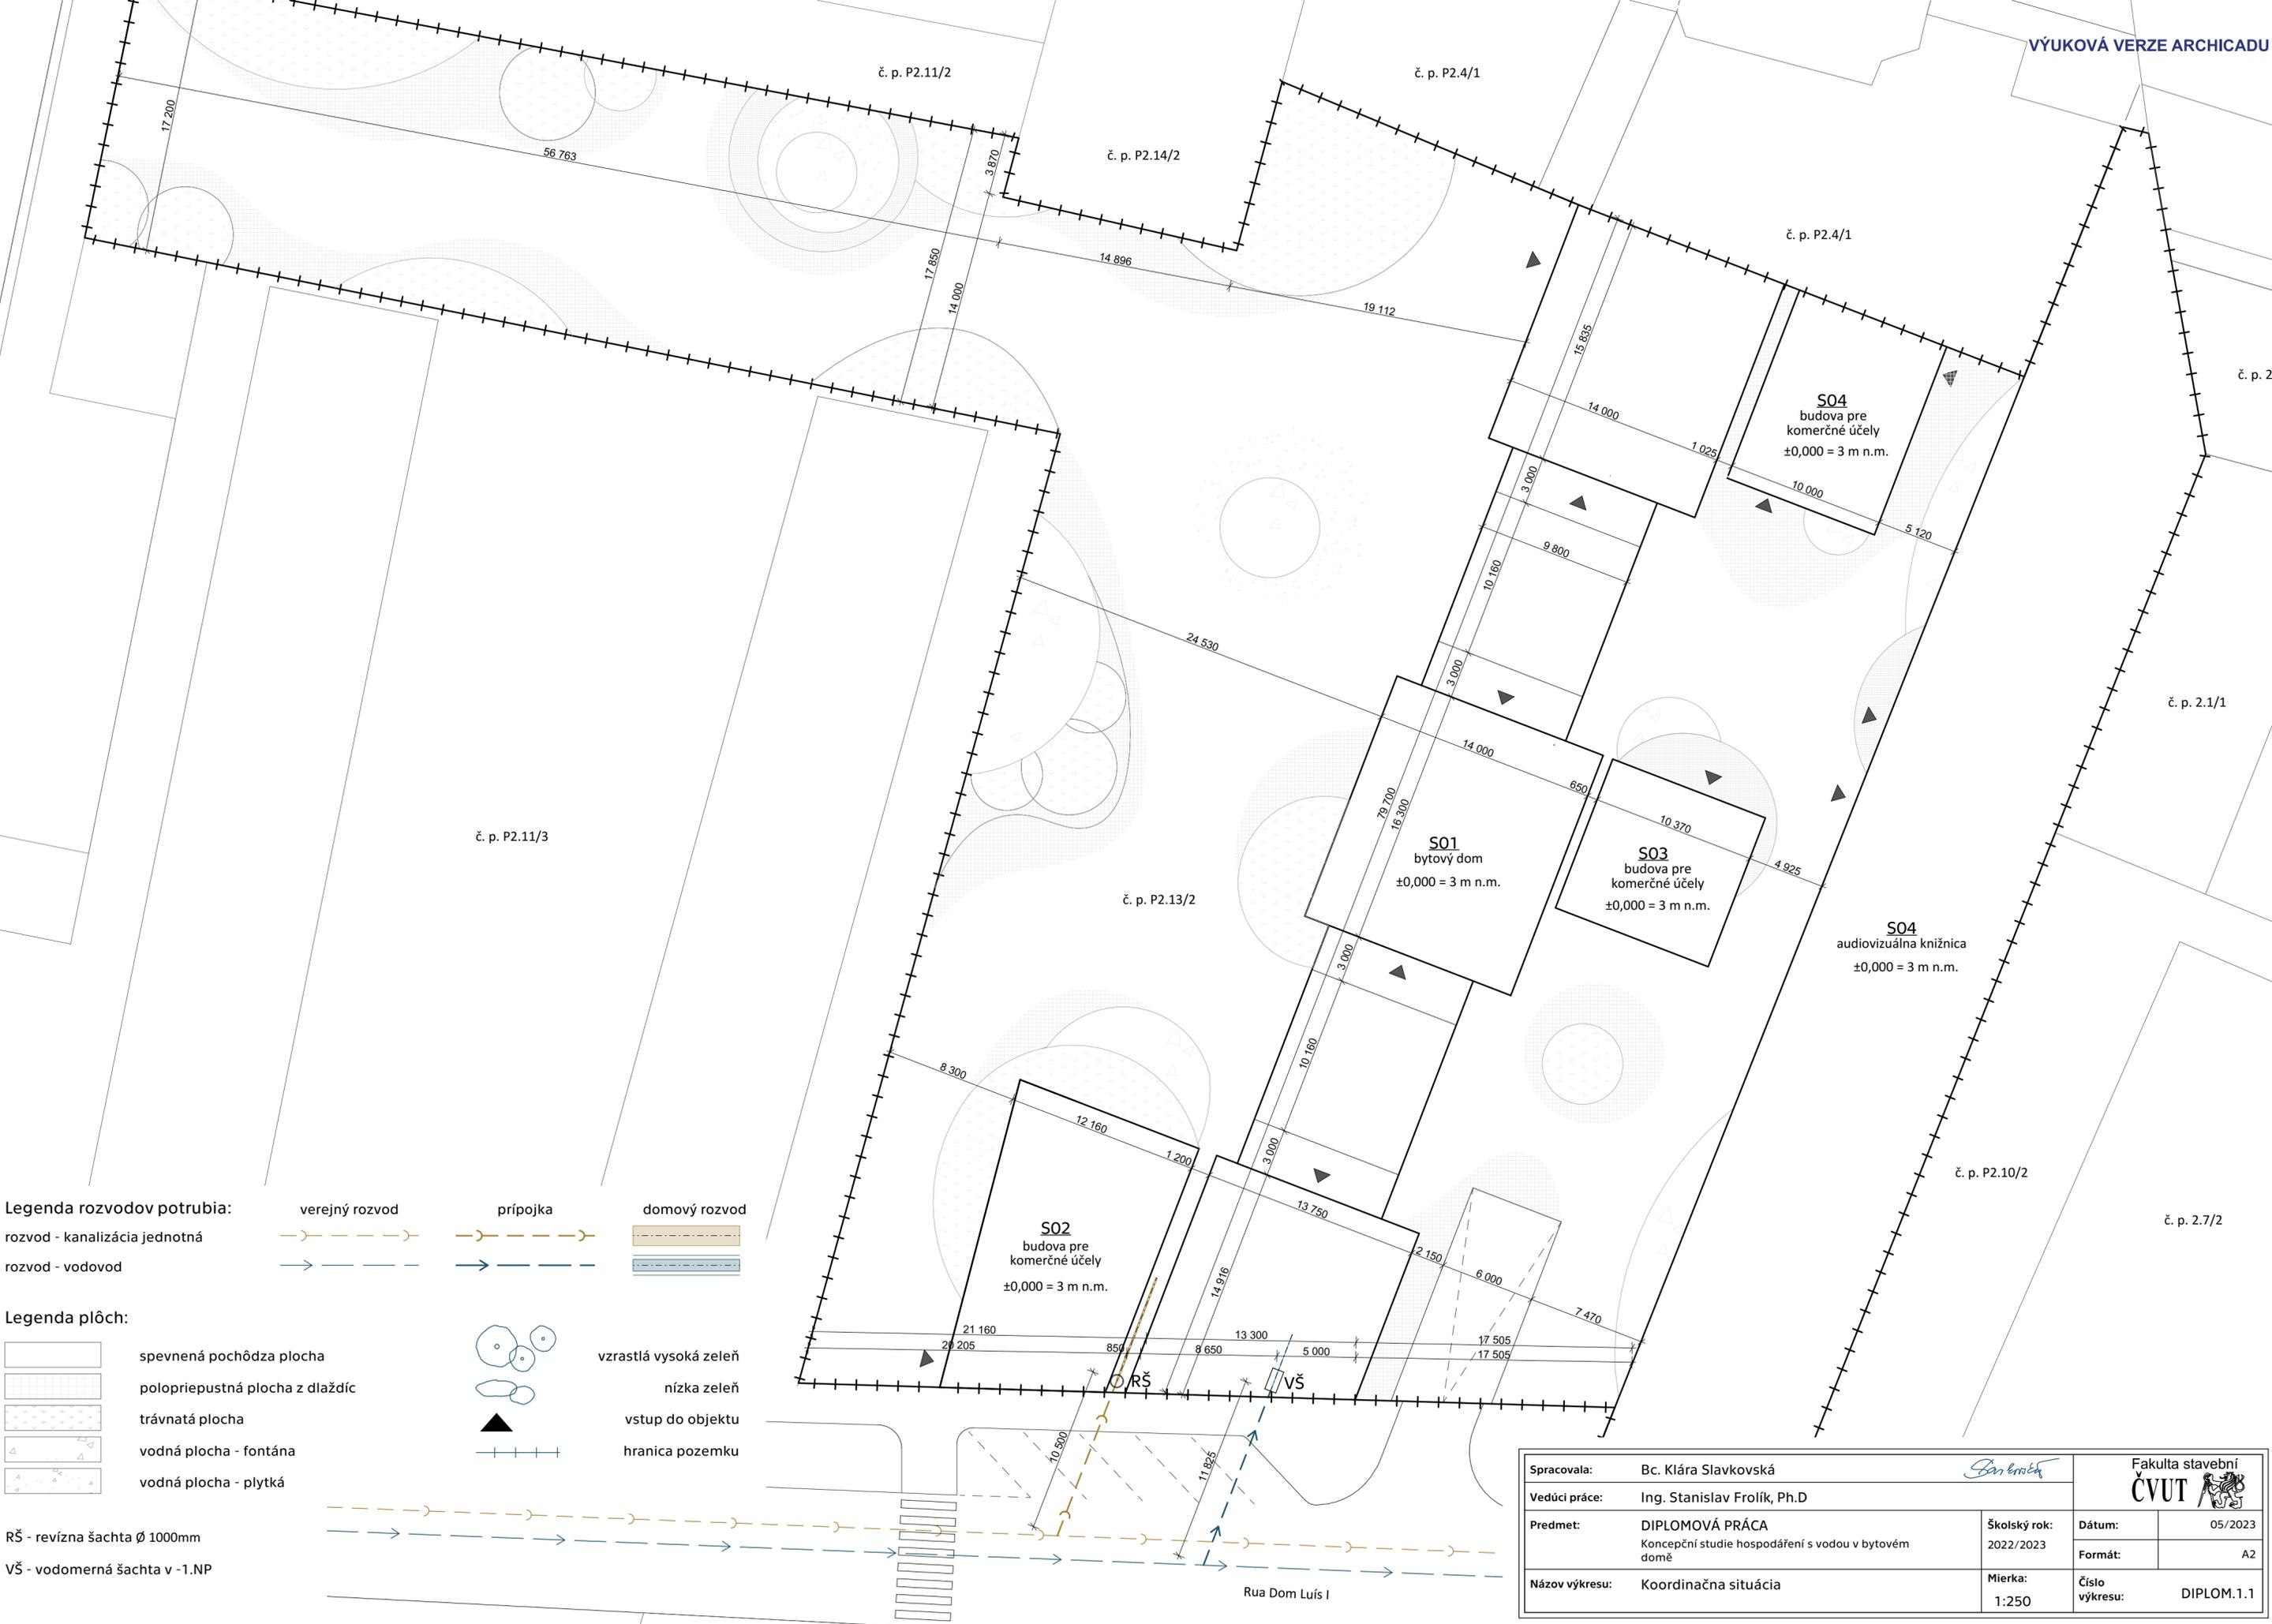 VÝUKOVÁ VERZE ARCHICADU
č. p. P2.11/2
č. p. P2.4/1
17 200
56 763
3 870
č. p. P2.14/2
č. p. P2.4/1
17 850
14 000
14 896
19 112
15 835
č. p. 2
14 000
1 025
S04
budova pre
komerčné účely
±0,000 = 3 m n.m.
10 000
5 120
3 000
9 800
10 160
24 530
3 000
č. p. 2.1/1
14 000
650
79 700
16 300
10 370
4 925
č. p. P2.11/3
S01
bytový dom
±0,000 = 3 m n.m.
S03
budova pre
komerčné účely
±0,000 = 3 m n.m.
č. p. P2.13/2
S04
audiovizuálna knižnica
±0,000 = 3 m n.m.
3 000
10 160
8 300
12 160
1 200
3 000
13 750
2 150
6 000
7 470
č. p. P2.10/2
č. p. 2.7/2
S02
budova pre
komerčné účely
±0,000 = 3 m n.m.
14 916
21 160
13 300
17 505
20 205
850
8 650
5 000
17 505
RŠ
VŠ
10 500
11 825
Rua Dom Luís I
Legenda rozvodov potrubia:
verejný rozvod
prípojka
domový rozvod
rozvod - kanalizácia jednotná
rozvod - vodovod
Legenda plôch:
spevnená pochôdza plocha
polopriepustná plocha z dlaždíc
trávnatá plocha
vodná plocha - fontána
vodná plocha - plytká
vzrastlá vysoká zeleň
nízka zeleň
vstup do objektu
hranica pozemku
RŠ - revízna šachta Ø 1000mm
VŠ - vodomerná šachta v -1.NP
Spracovala: Bc. Klára Slavkovská
Vedúci práce: Ing. Stanislav Frolík, Ph.D
Fakulta stavební
ČVUT
Predmet: DIPLOMOVÁ PRÁCA
Koncepční studie hospodáření s vodou v bytovém
domě
Školský rok:
2022/2023
Dátum: 05/2023
Formát: A2
Názov výkresu: Koordinačna situácia
Mierka:
1:250
Číslo
výkresu: DIPLOM.1.1